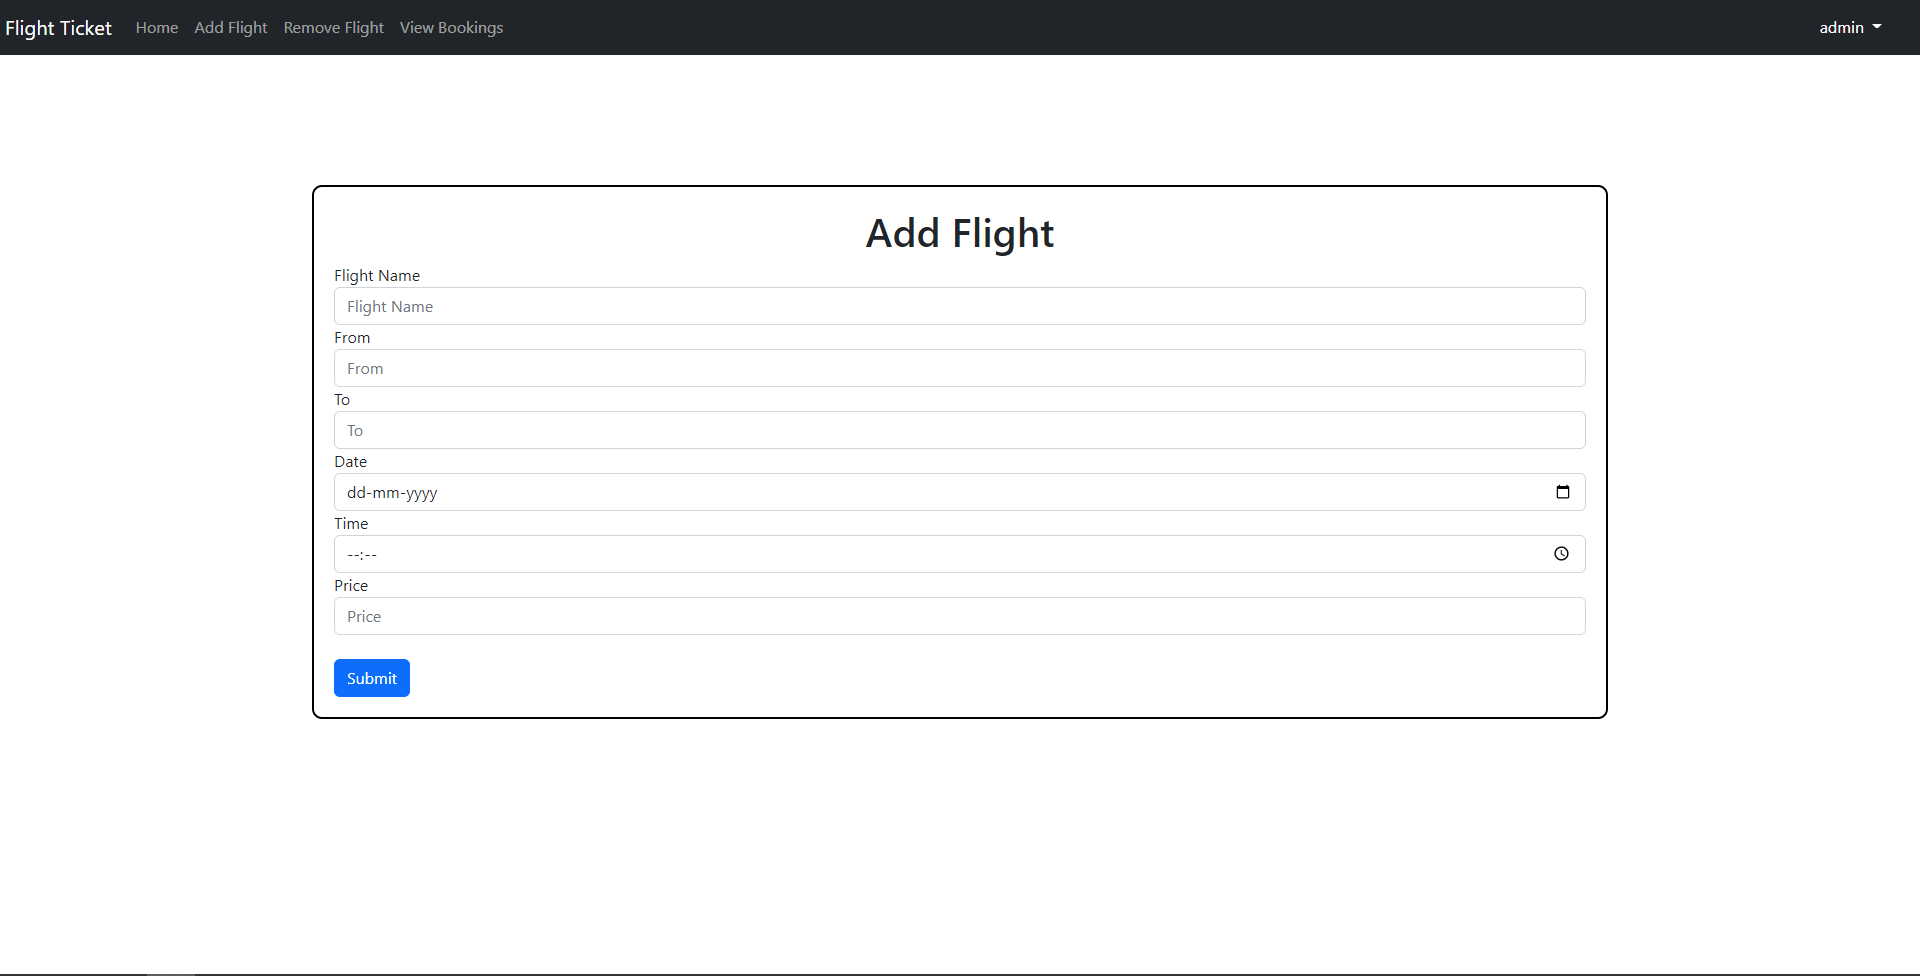 Flight Ticket Home Add Flight Remove Flight View Bookings admin
Add Flight
Flight Name
Flight Name
From
From
To
To
Date
dd-mm-yyyy
Time
--:--
Price
Price
Submit